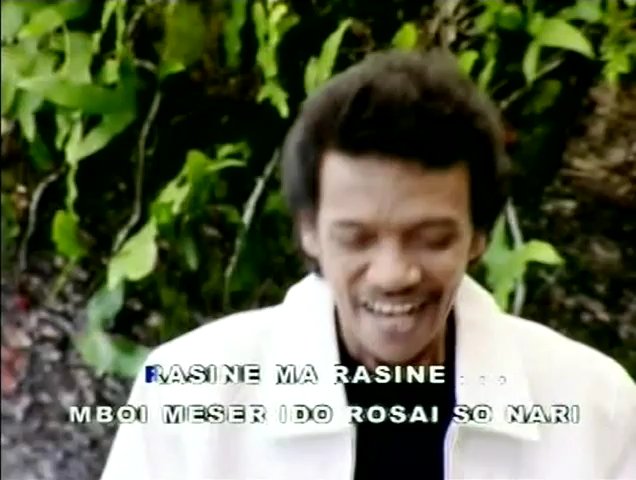 RASINE MA RASINE . . .
MBOI MESER IDO ROSAI SO NARI